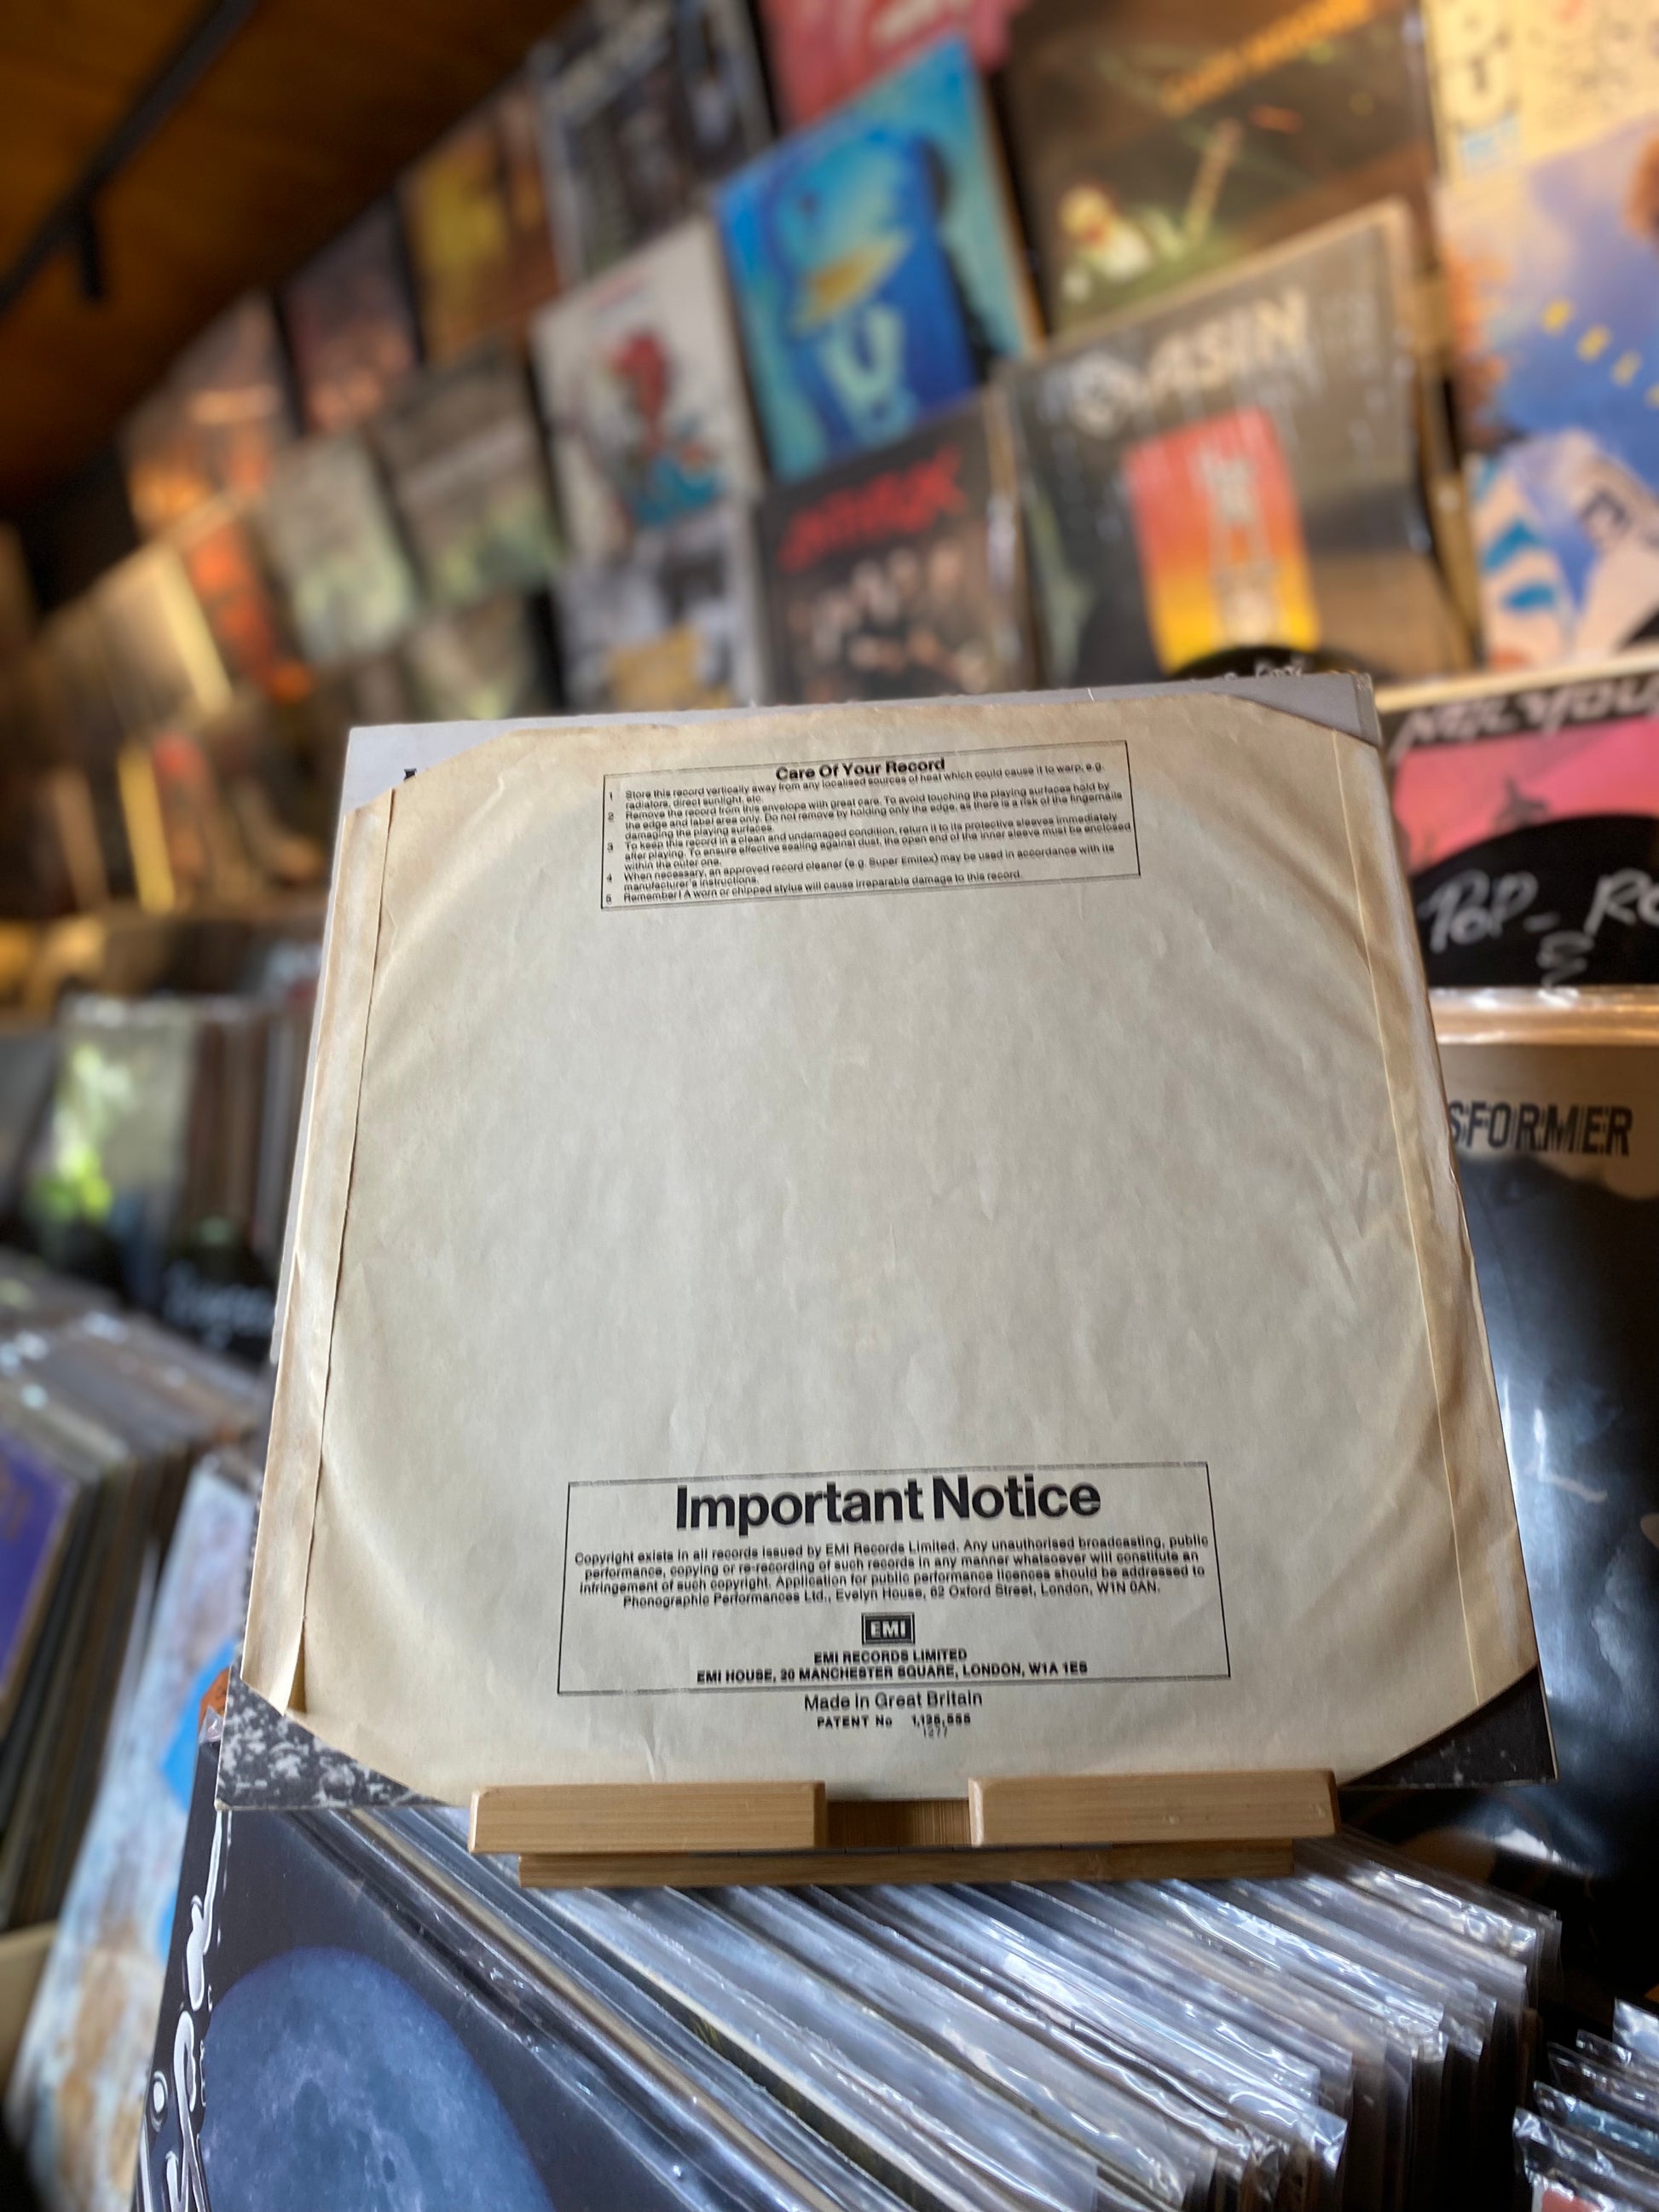 ASIN
Care Of Your Record
1 Store this record vertically away from any localised sources of heat which could cause it to warp, e.g.
radiators, direct sunlight, etc.
2 Remove the record from this envelope with great care. To avoid touching the playing surfaces hold by
the edge and label area only. Do not remove by holding only the edge, as there is a risk of the fingernails
damaging the playing surfaces.
3 To keep this record in a clean and undamaged condition, return it to its protective sleeves immediately
after playing. To ensure effective sealing against dust, the open end of the inner sleeve must be enclosed
within the outer one.
4 When necessary, an approved record cleaner (e.g. Super Emitex) may be used in accordance with its
manufacturer's instructions.
5 Remember! A worn or chipped stylus will cause irreparable damage to this record.
POP - RO
SFORMER
Important Notice
Copyright exists in all records issued by EMI Records Limited. Any unauthorised broadcasting, public
performance, copying or re-recording of such records in any manner whatsoever will constitute an
infringement of such copyright. Application for public performance licences should be addressed to
Phonographic Performances Ltd., Evelyn House, 62 Oxford Street, London, W1N 0AN.
EMI
EMI RECORDS LIMITED
EMI HOUSE, 20 MANCHESTER SQUARE, LONDON, W1A 1ES
Made in Great Britain
PATENT No 1,125,555
1277